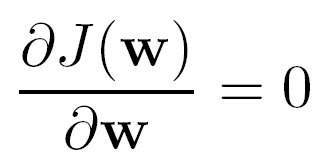 ∂J(𝐰)/∂𝐰 = 0